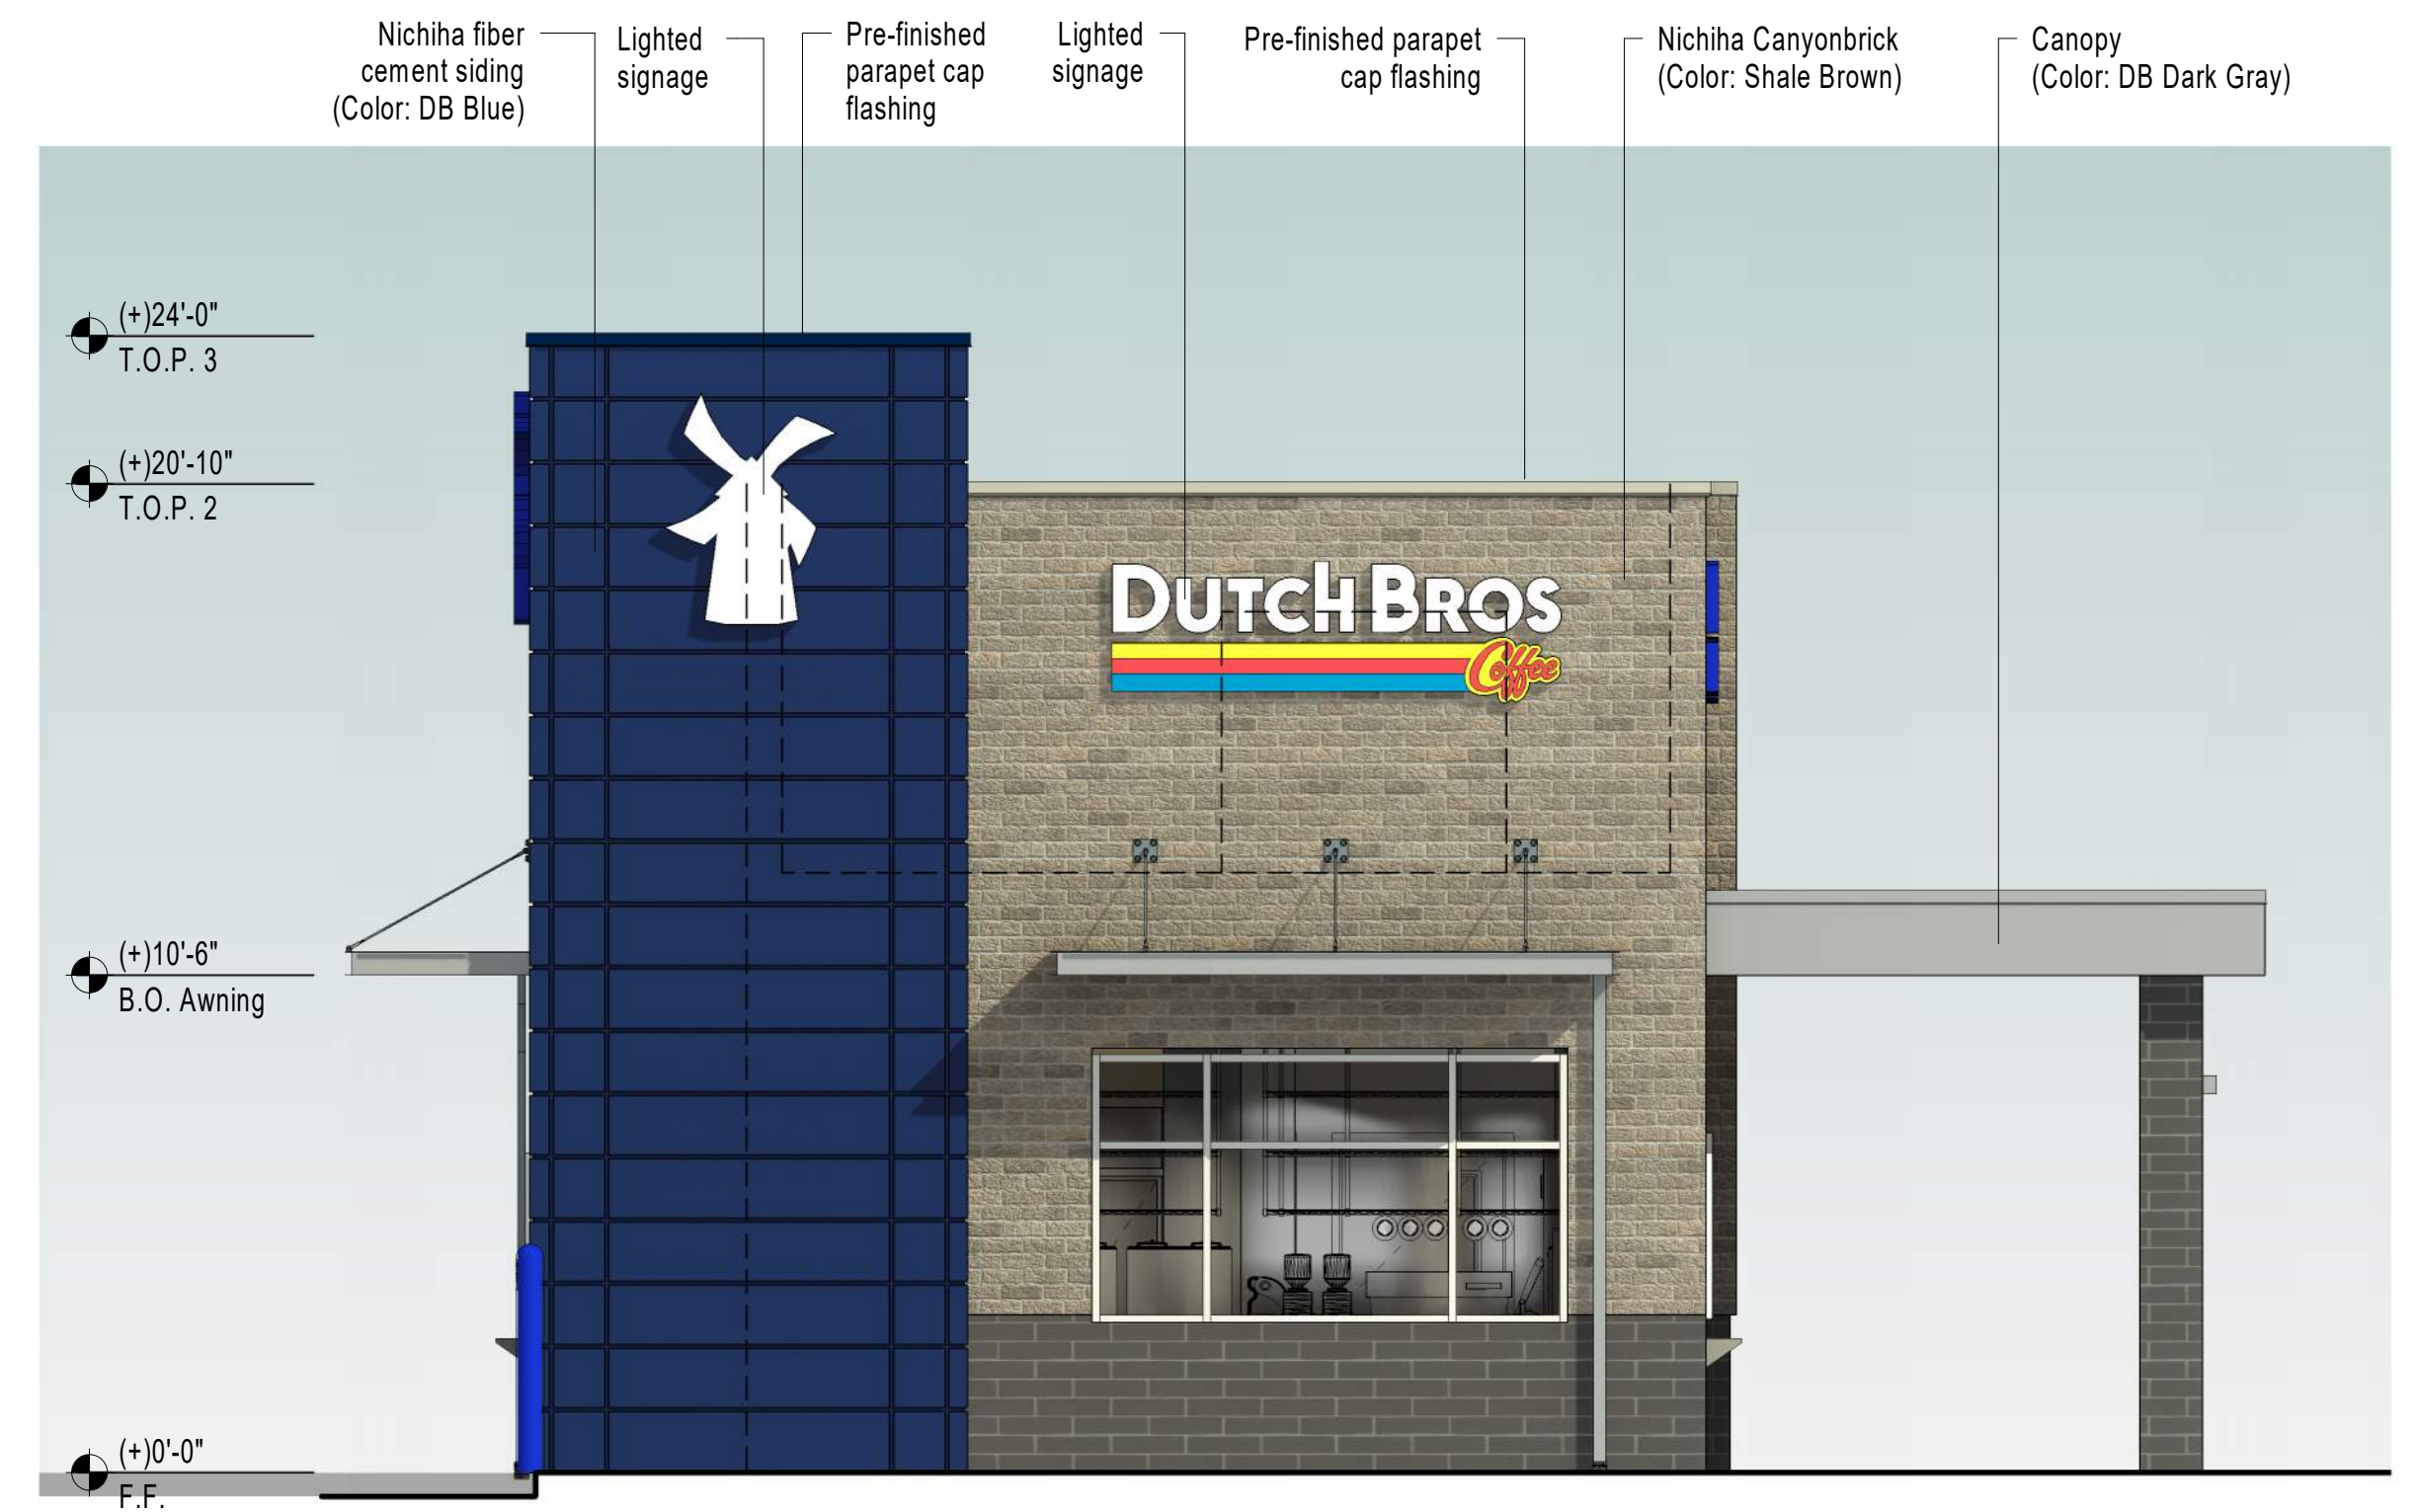 Nichiha fiber
cement siding
(Color: DB Blue)
Lighted
signage
Pre-finished
parapet cap
flashing
Lighted
signage
Pre-finished parapet
cap flashing
Nichiha Canyonbrick
(Color: Shale Brown)
Canopy
(Color: DB Dark Gray)
(+)24'-0"
T.O.P. 3
(+)20'-10"
T.O.P. 2
DUTCH BROS
Coffee
(+)10'-6"
B.O. Awning
(+)0'-0"
F.F.